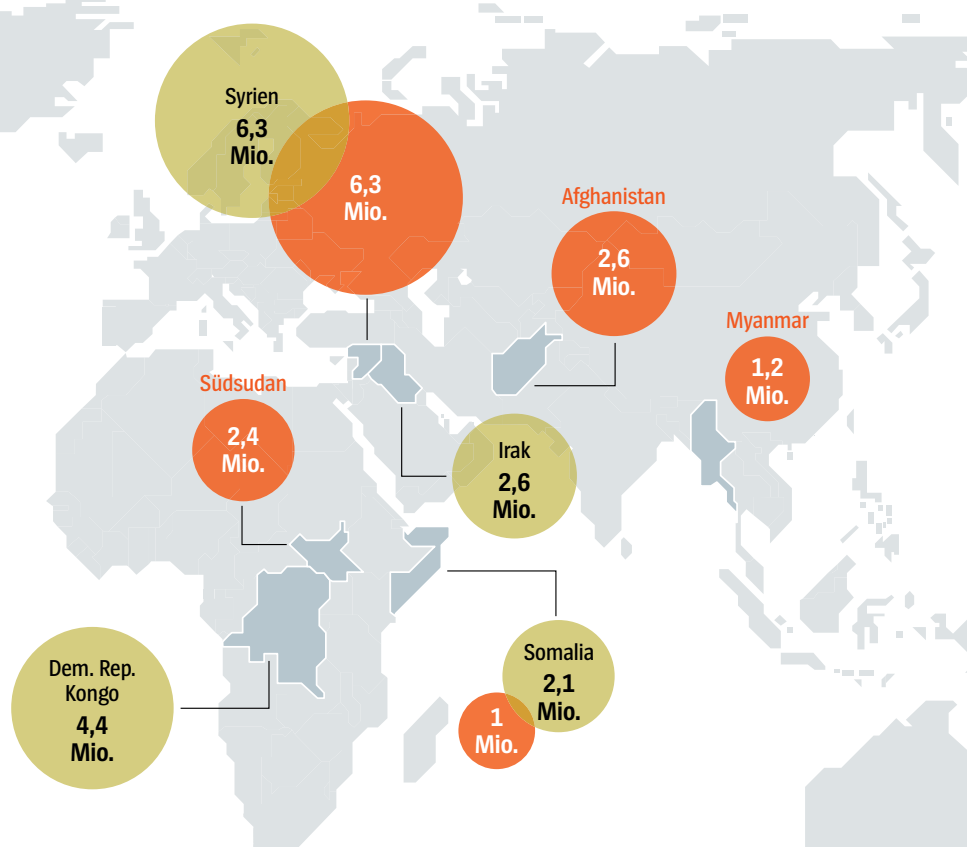 Syrien
6,3
Mio.
6,3
Mio.
Afghanistan
2,6
Mio.
Myanmar
1,2
Mio.
Südsudan
2,4
Mio.
Irak
2,6
Mio.
Somalia
2,1
Mio.
1
Mio.
Dem. Rep.
Kongo
4,4
Mio.